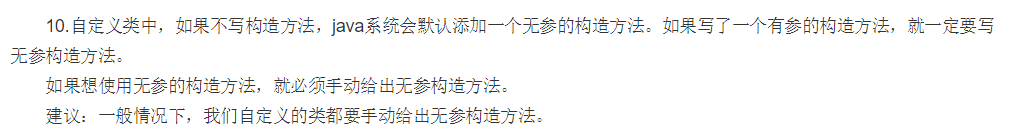 10.自定义类中，如果不写构造方法，java系统会默认添加一个无参的构造方法。如果写了一个有参的构造方法，就一定要写
无参构造方法。
如果想使用无参的构造方法，就必须手动给出无参构造方法。
建议：一般情况下，我们自定义的类都要手动给出无参构造方法。